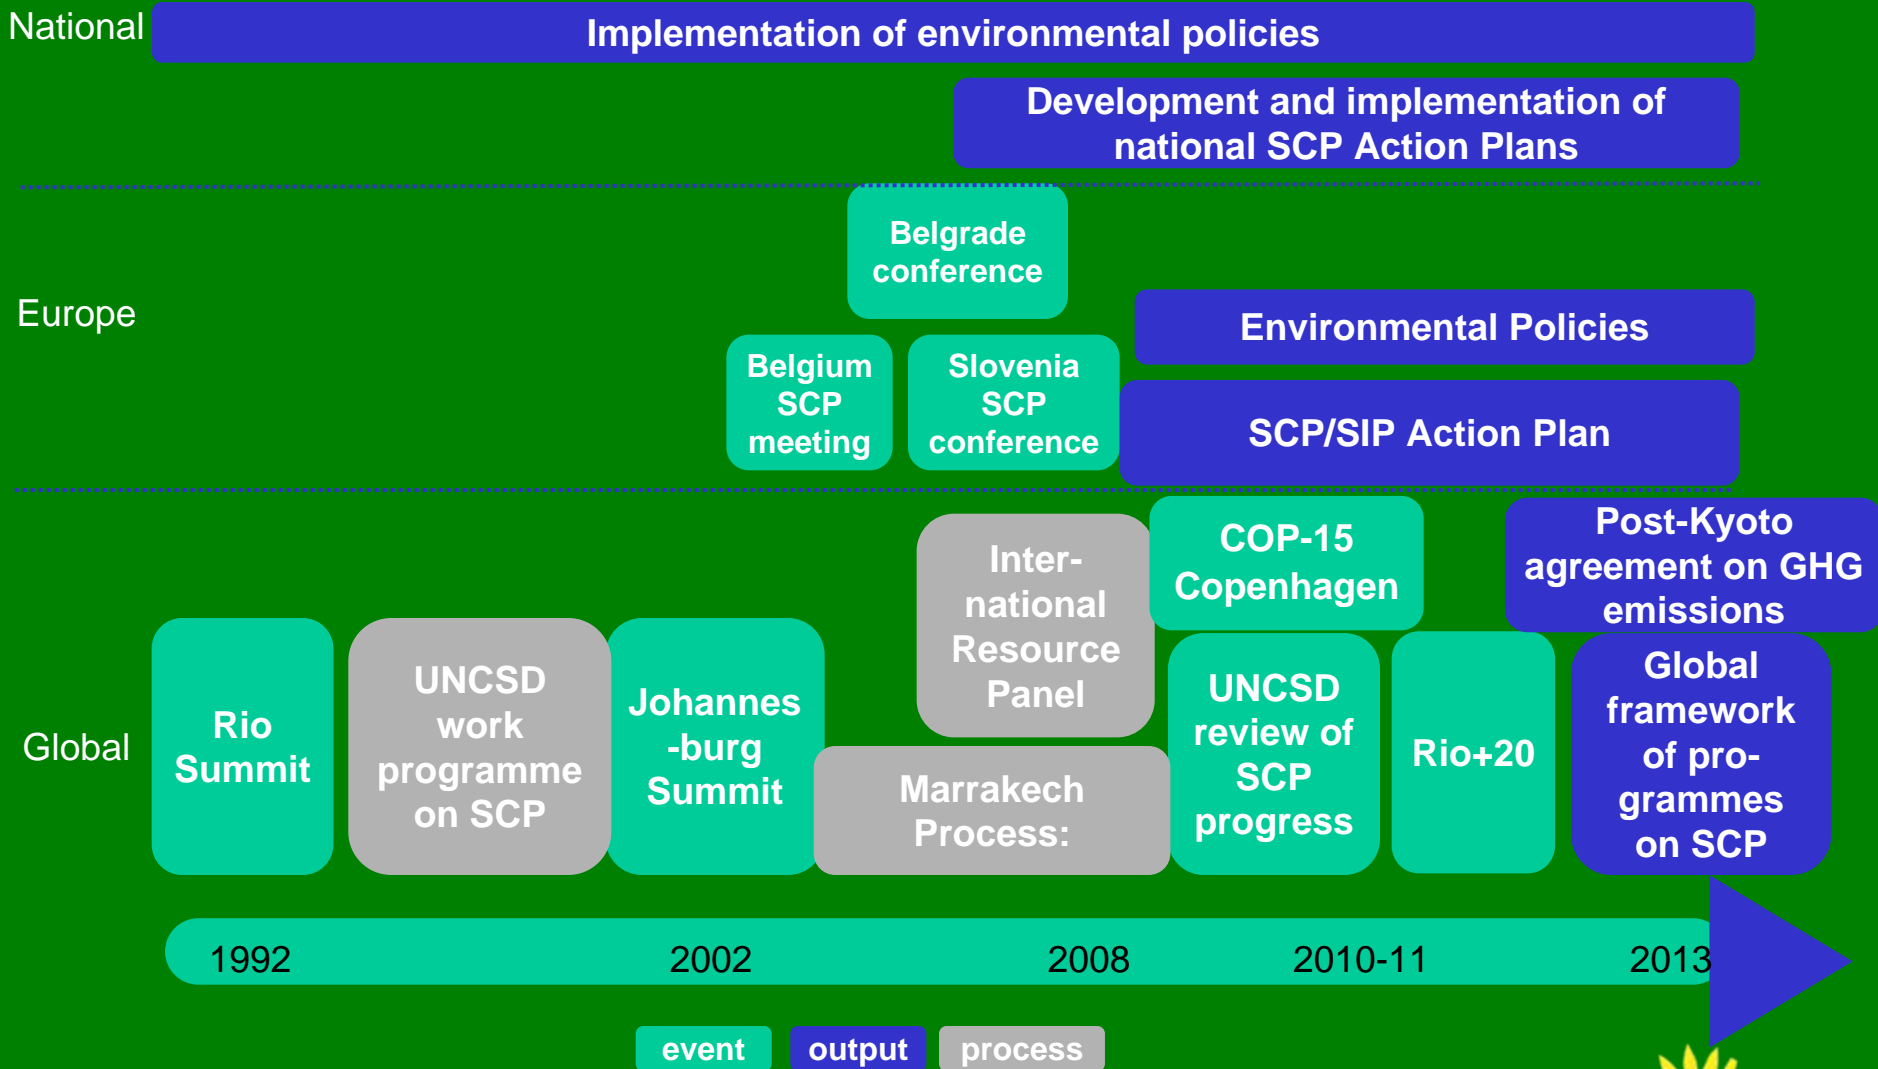 National
Implementation of environmental policies
Development and implementation of
national SCP Action Plans
Europe
Belgrade
conference
Belgium
SCP
meeting
Slovenia
SCP
conference
Environmental Policies
SCP/SIP Action Plan
Global
Rio
Summit
UNCSD
work
programme
on SCP
Johannes
-burg
Summit
Inter-
national
Resource
Panel
Marrakech
Process:
COP-15
Copenhagen
UNCSD
review of
SCP
progress
Rio+20
Post-Kyoto
agreement on GHG
emissions
Global
framework
of pro-
grammes
on SCP
1992
2002
2008
2010-11
2013
event
output
process